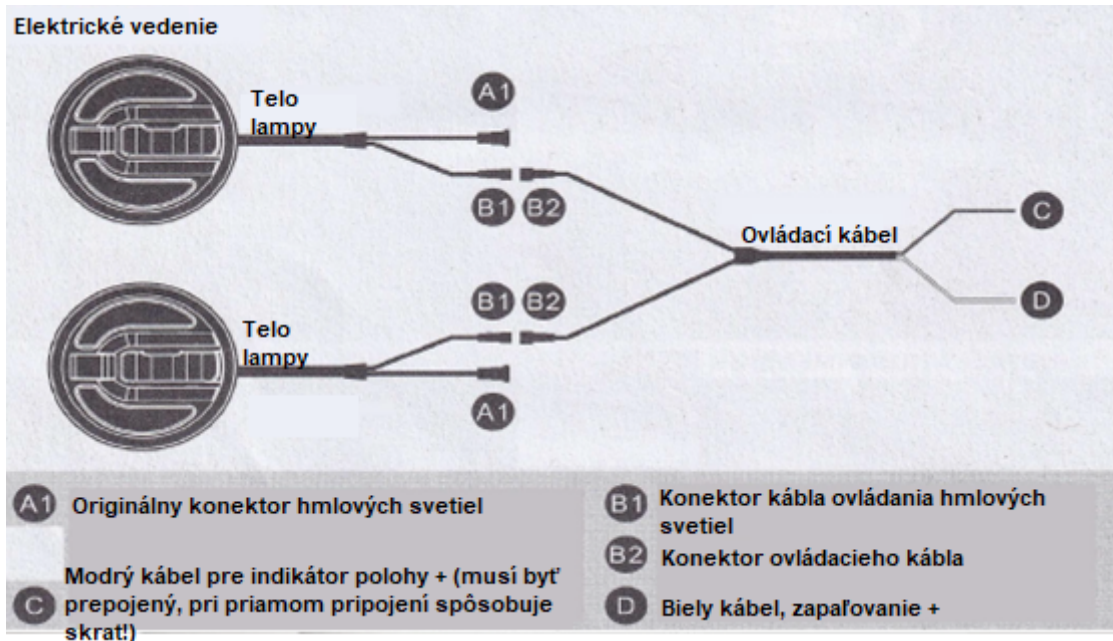 Elektrické vedenie
Telo
lampy
A1
B1 B2
Ovládací kábel
C
D
B1 B2
Telo
lampy
A1
A1 Originálny konektor hmlových svetiel
C Modrý kábel pre indikátor polohy + (musí byť
prepojený, pri priamom pripojení spôsobuje
skrat!)
B1 Konektor kábla ovládania hmlových
svetiel
B2 Konektor ovládacieho kábla
D Biely kábel, zapaľovanie +